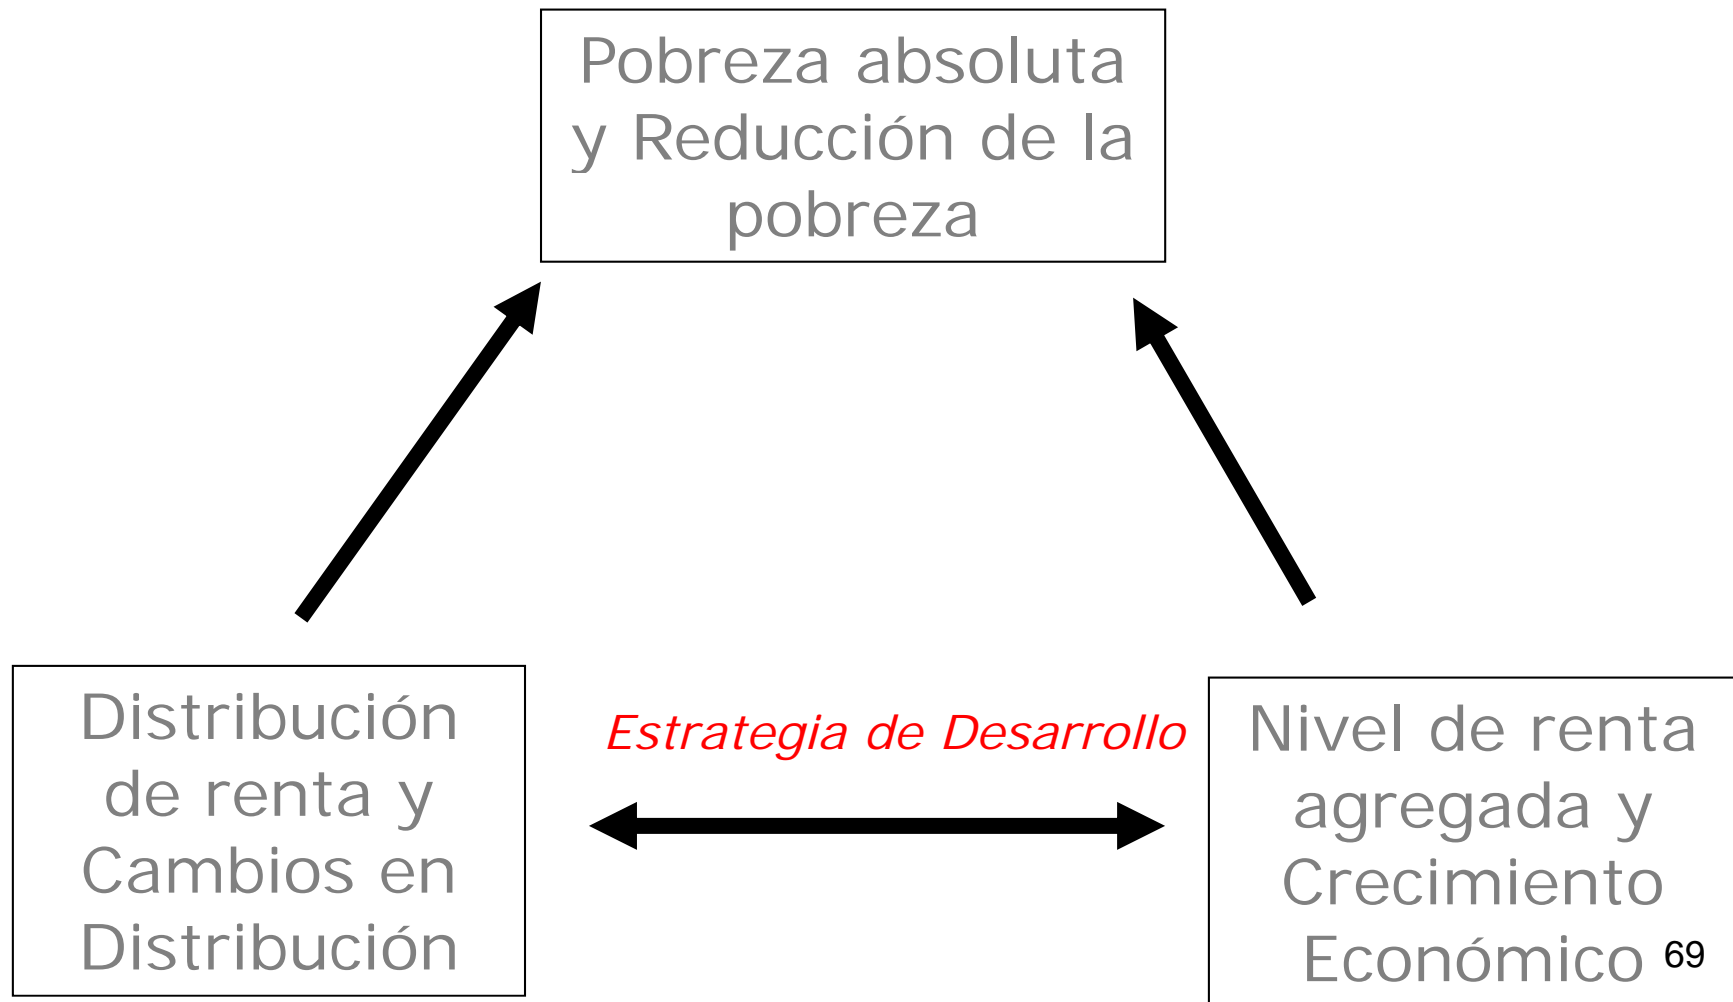 Pobreza absoluta
y Reducción de la
pobreza
Distribución
de renta y
Cambios en
Distribución
Estrategia de Desarrollo
Nivel de renta
agregada y
Crecimiento
Económico
69